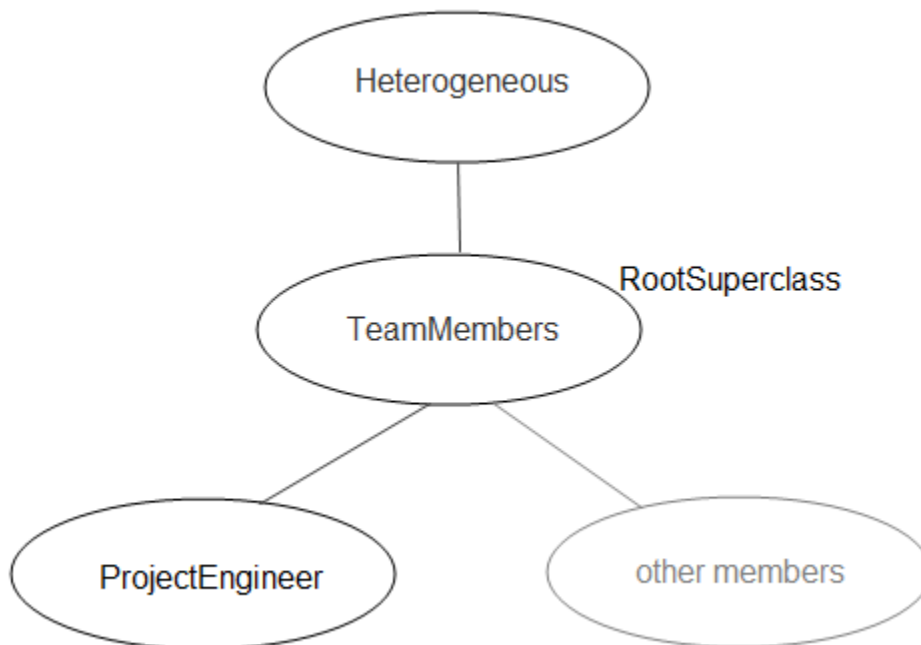 Heterogeneous
RootSuperclass
TeamMembers
ProjectEngineer
other members